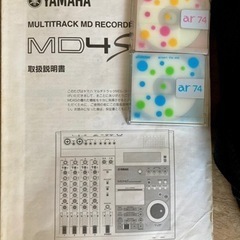 YAMAHA
MULTITRACK MD RECORDER
MD4S
取扱説明書
ar 74
ar 74